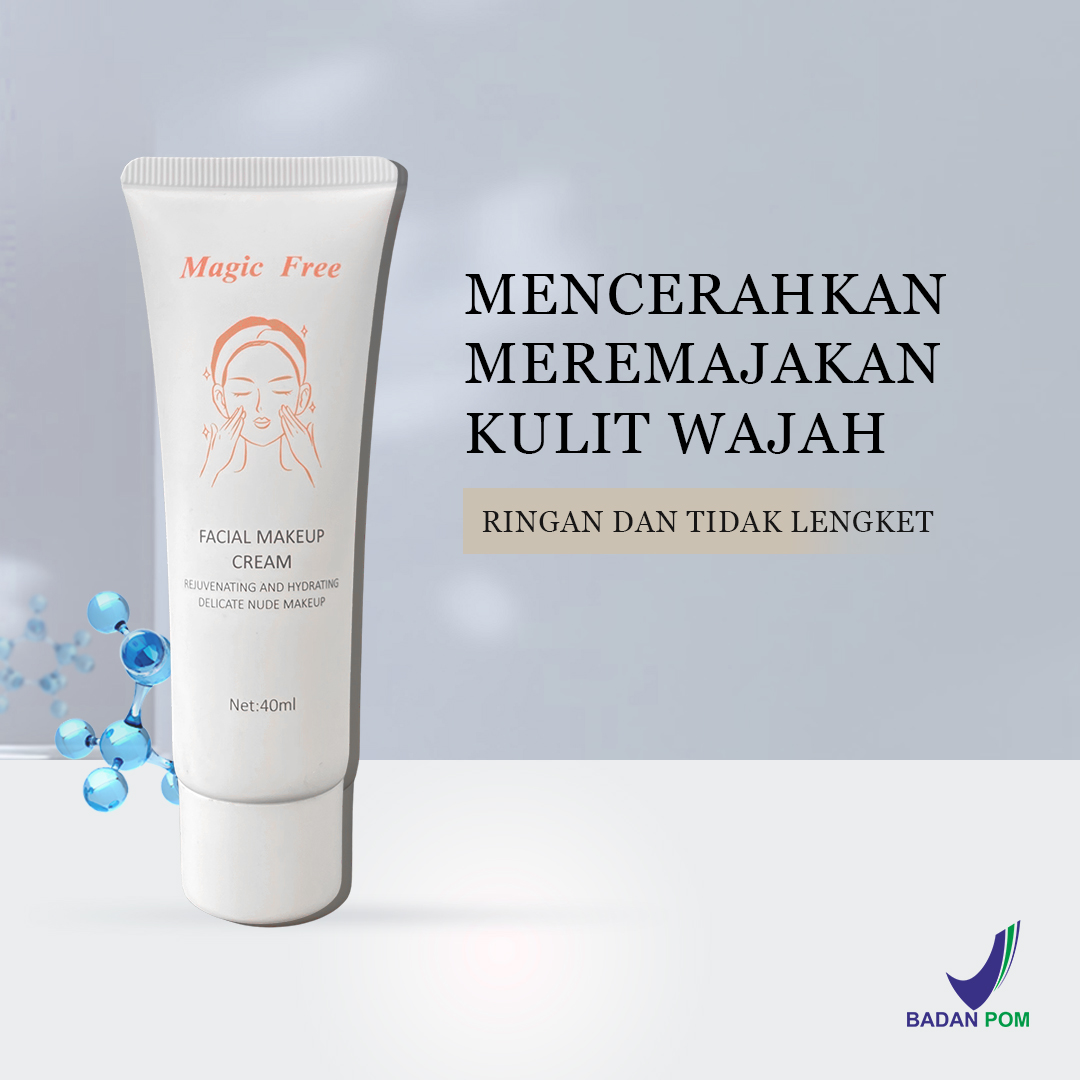 Magic Free
FACIAL MAKEUP
CREAM
REJUVENATING AND HYDRATING
DELICATE NUDE MAKEUP
Net:40ml
MENCERAHKAN
MEREMAJAKAN
KULIT WAJAH
RINGAN DAN TIDAK LENGKET
BADAN POM